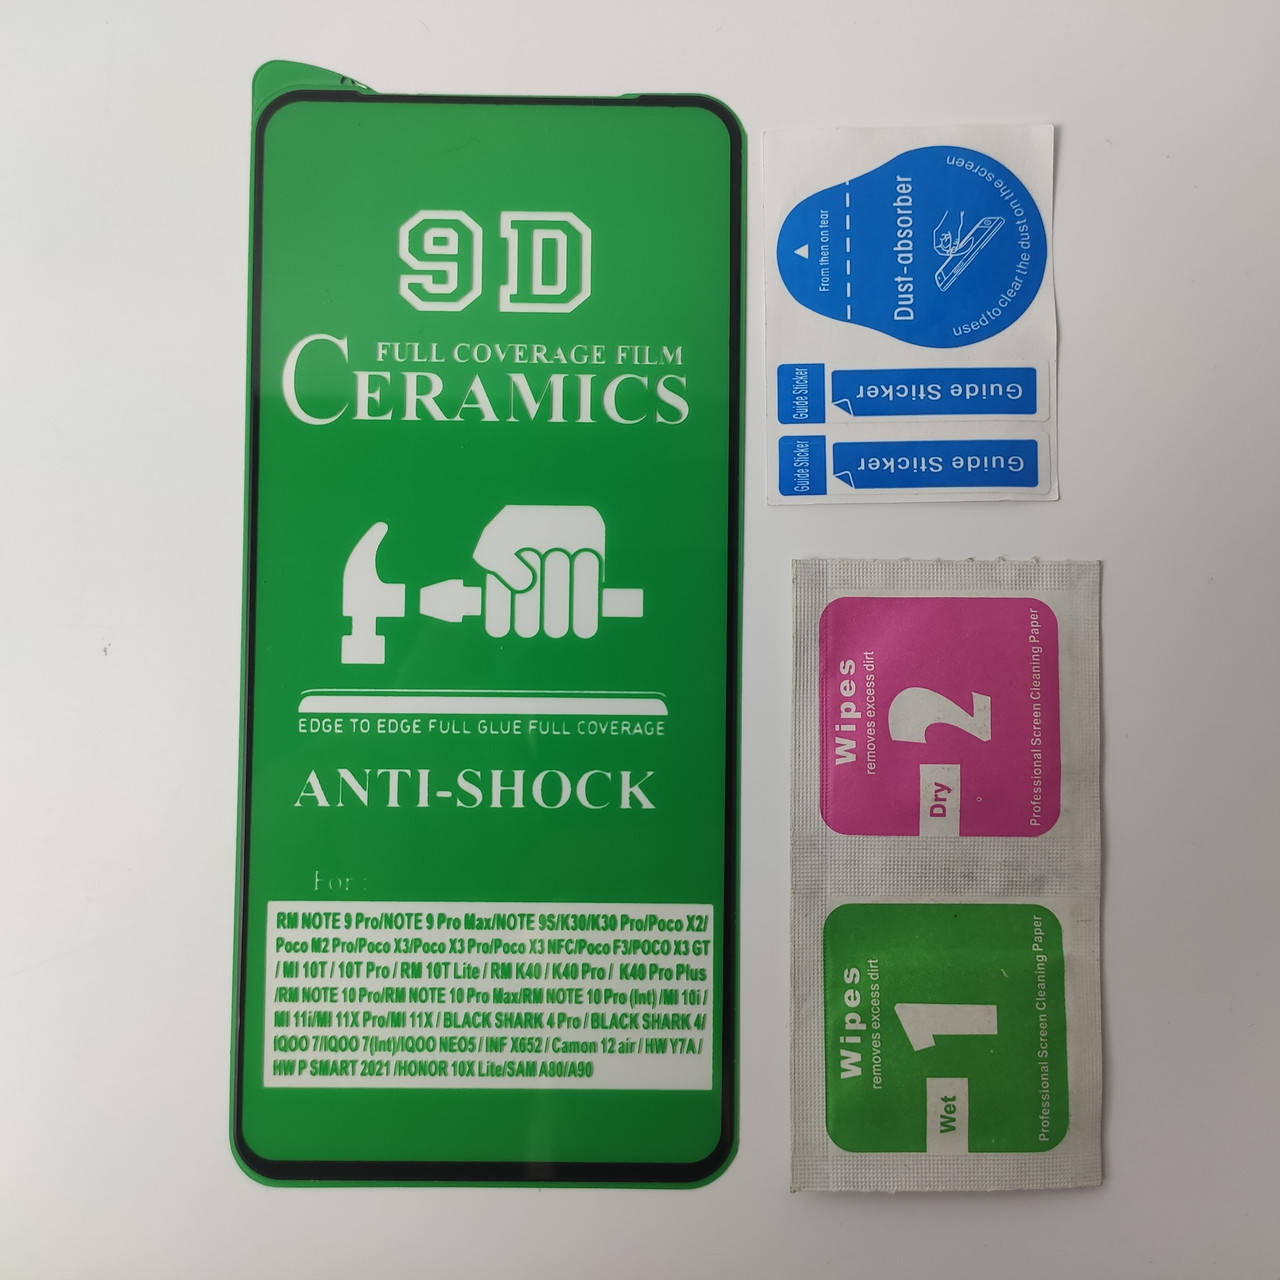 9D
FULL COVERAGE FILM
CERAMICS
EDGE TO EDGE FULL GLUE FULL COVERAGE
ANTI-SHOCK
For :
RM NOTE 9 Pro/NOTE 9 Pro Max/NOTE 9S/K30/K30 Pro/Poco X2/
Poco M2 Pro/Poco X3/Poco X3 Pro/Poco X3 NFC/Poco F3/POCO X3 GT
/ MI 10T / 10T Pro / RM 10T Lite / RM K40 / K40 Pro / K40 Pro Plus
/RM NOTE 10 Pro/RM NOTE 10 Pro Max/RM NOTE 10 Pro (Int) /MI 10i /
MI 11i/MI 11X Pro/MI 11X / BLACK SHARK 4 Pro / BLACK SHARK 4/
IQOO 7/IQOO 7(Int)/IQOO NEO5 / INF X652 / Camon 12 air / HW Y7A /
HW P SMART 2021 /HONOR 10X Lite/SAM A80/A90
From then on tear
Dust-absorber
used to clear the dust on the screen
Guide Sticker
Guide Sticker
Guide Sticker
Guide Sticker
Wipes
removes excess dirt
2
Dry
Professional Screen Cleaning Paper
Wipes
removes excess dirt
1
Wet
Professional Screen Cleaning Paper